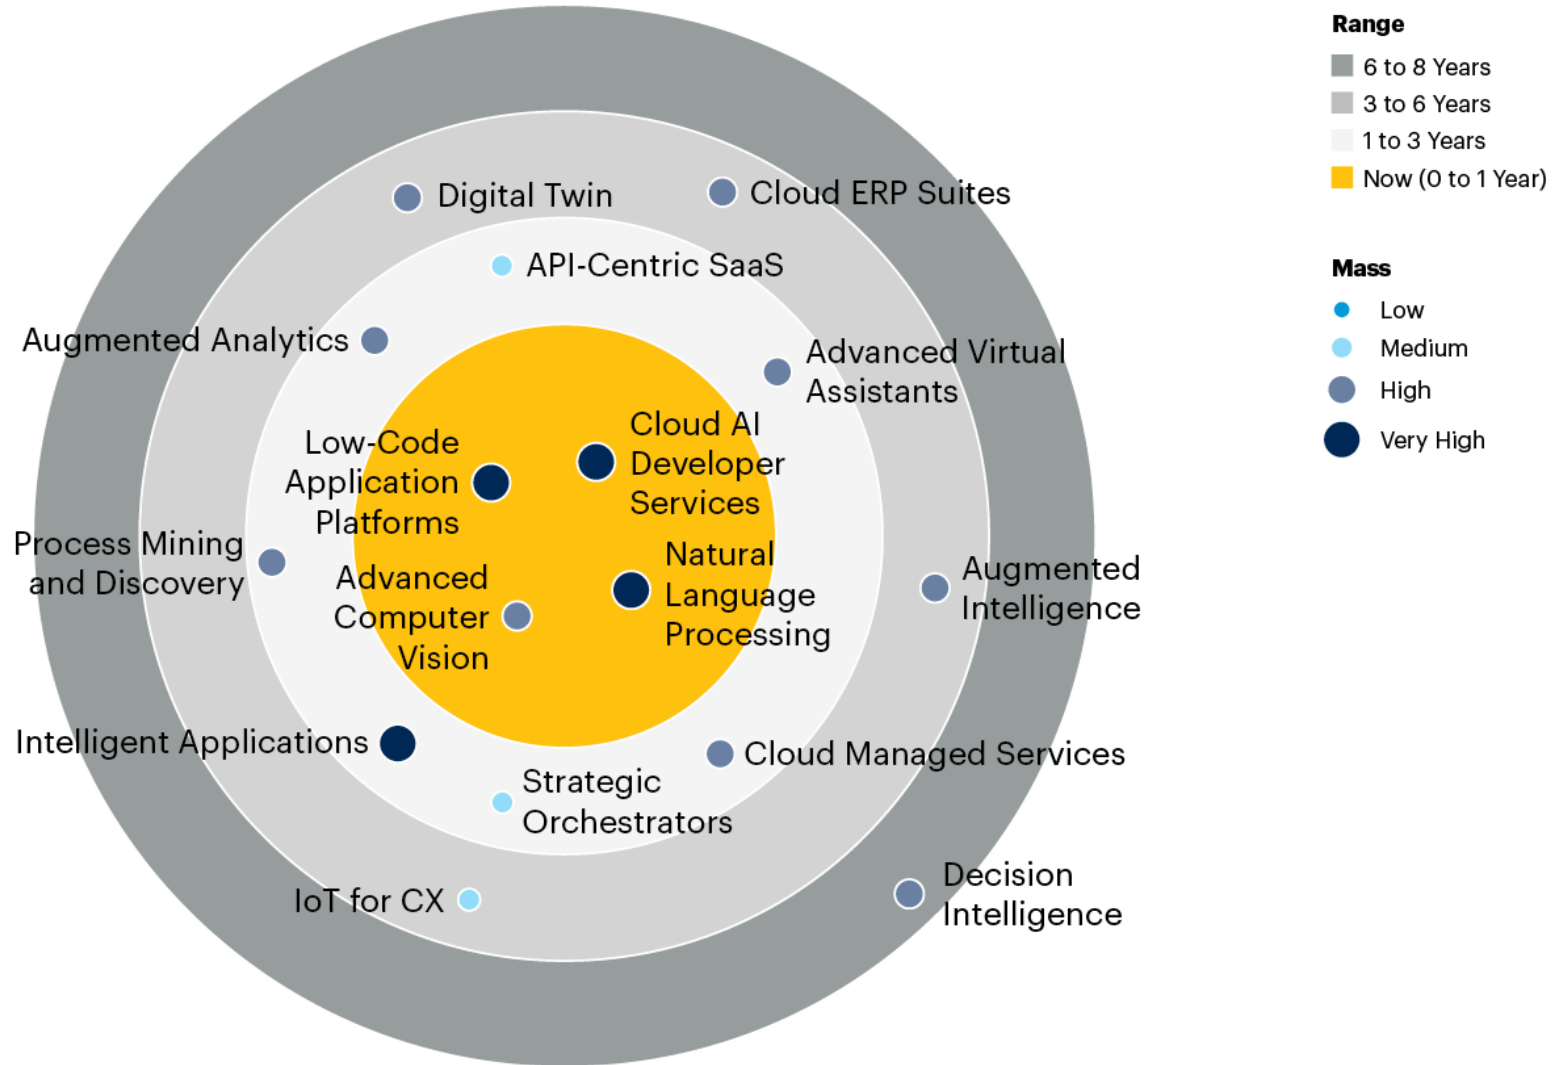 Range
6 to 8 Years
3 to 6 Years
1 to 3 Years
Now (0 to 1 Year)
Mass
Low
Medium
High
Very High
Digital Twin
Cloud ERP Suites
API-Centric SaaS
Augmented Analytics
Advanced Virtual
Assistants
Low-Code
Application
Platforms
Cloud AI
Developer
Services
Process Mining
and Discovery
Advanced
Computer
Vision
Natural
Language
Processing
Augmented
Intelligence
Intelligent Applications
Cloud Managed Services
Strategic
Orchestrators
IoT for CX
Decision
Intelligence